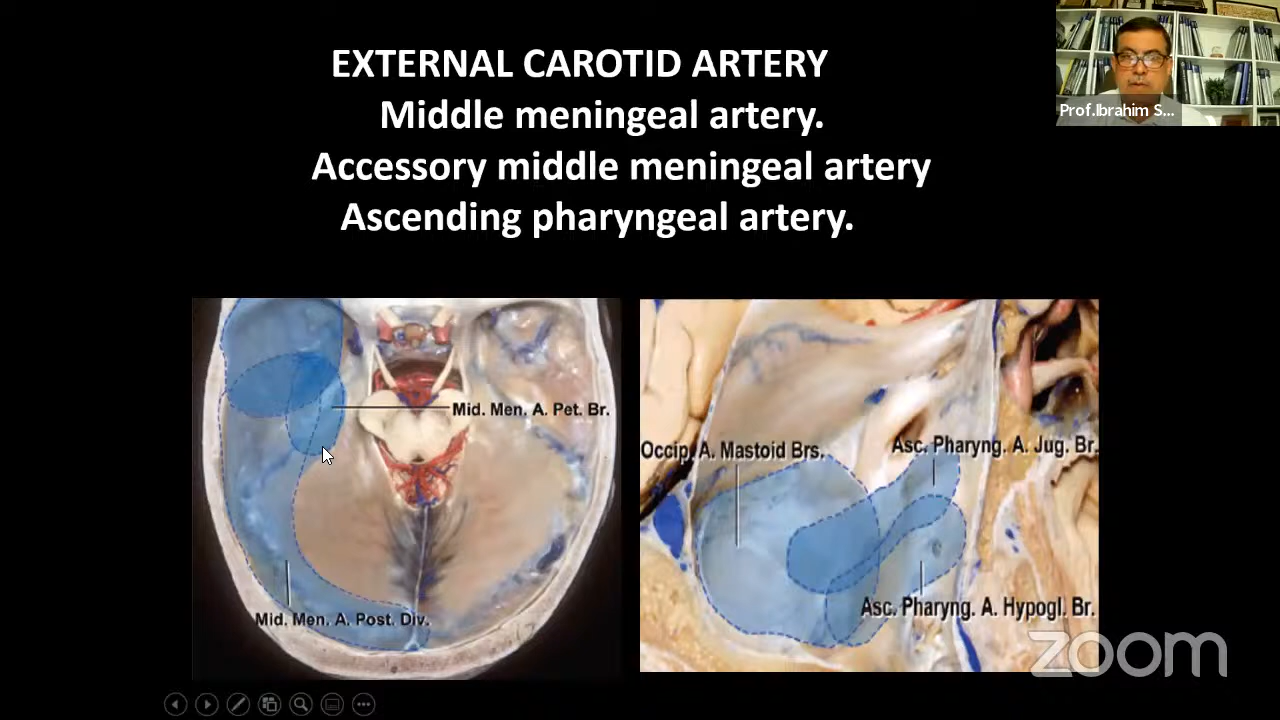 EXTERNAL CAROTID ARTERY
Middle meningeal artery.
Accessory middle meningeal artery
Ascending pharyngeal artery.
Prof.Ibrahim S...
Mid. Men. A. Pet. Br.
Mid. Men. A. Post. Div.
Occip. A. Mastoid Brs.
Asc. Pharyng. A. Jug. Br.
Asc. Pharyng. A. Hypogl. Br.
zoom